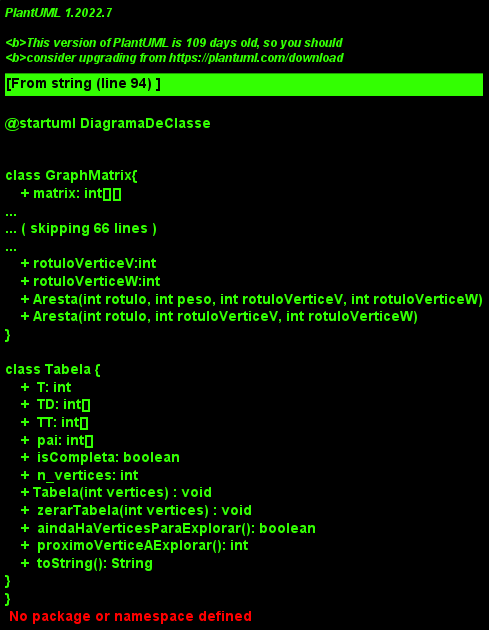 PlantUML 1.2022.7
<b>This version of PlantUML is 109 days old, so you should
<b>consider upgrading from https://plantuml.com/download
[From string (line 94) ]
@startuml DiagramaDeClasse
class GraphMatrix{
+ matrix: int[][]
...
... ( skipping 66 lines )
...
+ rotuloVerticeV:int
+ rotuloVerticeW:int
+ Aresta(int rotulo, int peso, int rotuloVerticeV, int rotuloVerticeW)
+ Aresta(int rotulo, int rotuloVerticeV, int rotuloVerticeW)
}
class Tabela {
+ T: int
+ TD: int[]
+ TT: int[]
+ pai: int[]
+ isCompleta: boolean
+ n_vertices: int
+ Tabela(int vertices) : void
+ zerarTabela(int vertices) : void
+ aindaHaVerticesParaExplorar(): boolean
+ proximoVerticeAExplorar(): int
+ toString(): String
}
}
No package or namespace defined